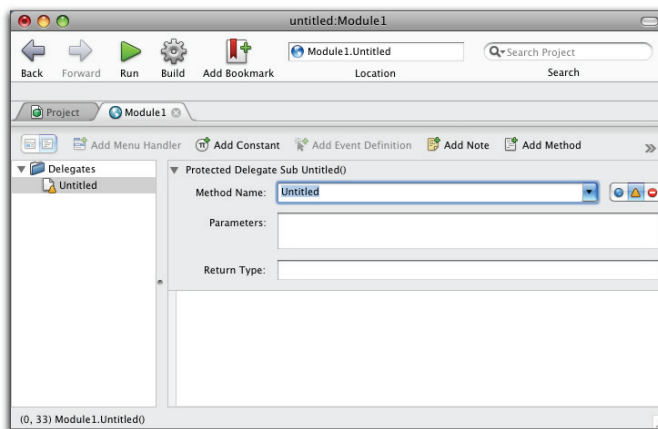 untitled:Module1
Module1.Untitled
Search Project
Back Forward Run Build Add Bookmark Location Search
Project Module1
Add Menu Handler Add Constant Add Event Definition Add Note Add Method
Delegates
Untitled
Protected Delegate Sub Untitled()
Method Name: Untitled
Parameters:
Return Type:
(0, 33) Module1.Untitled()